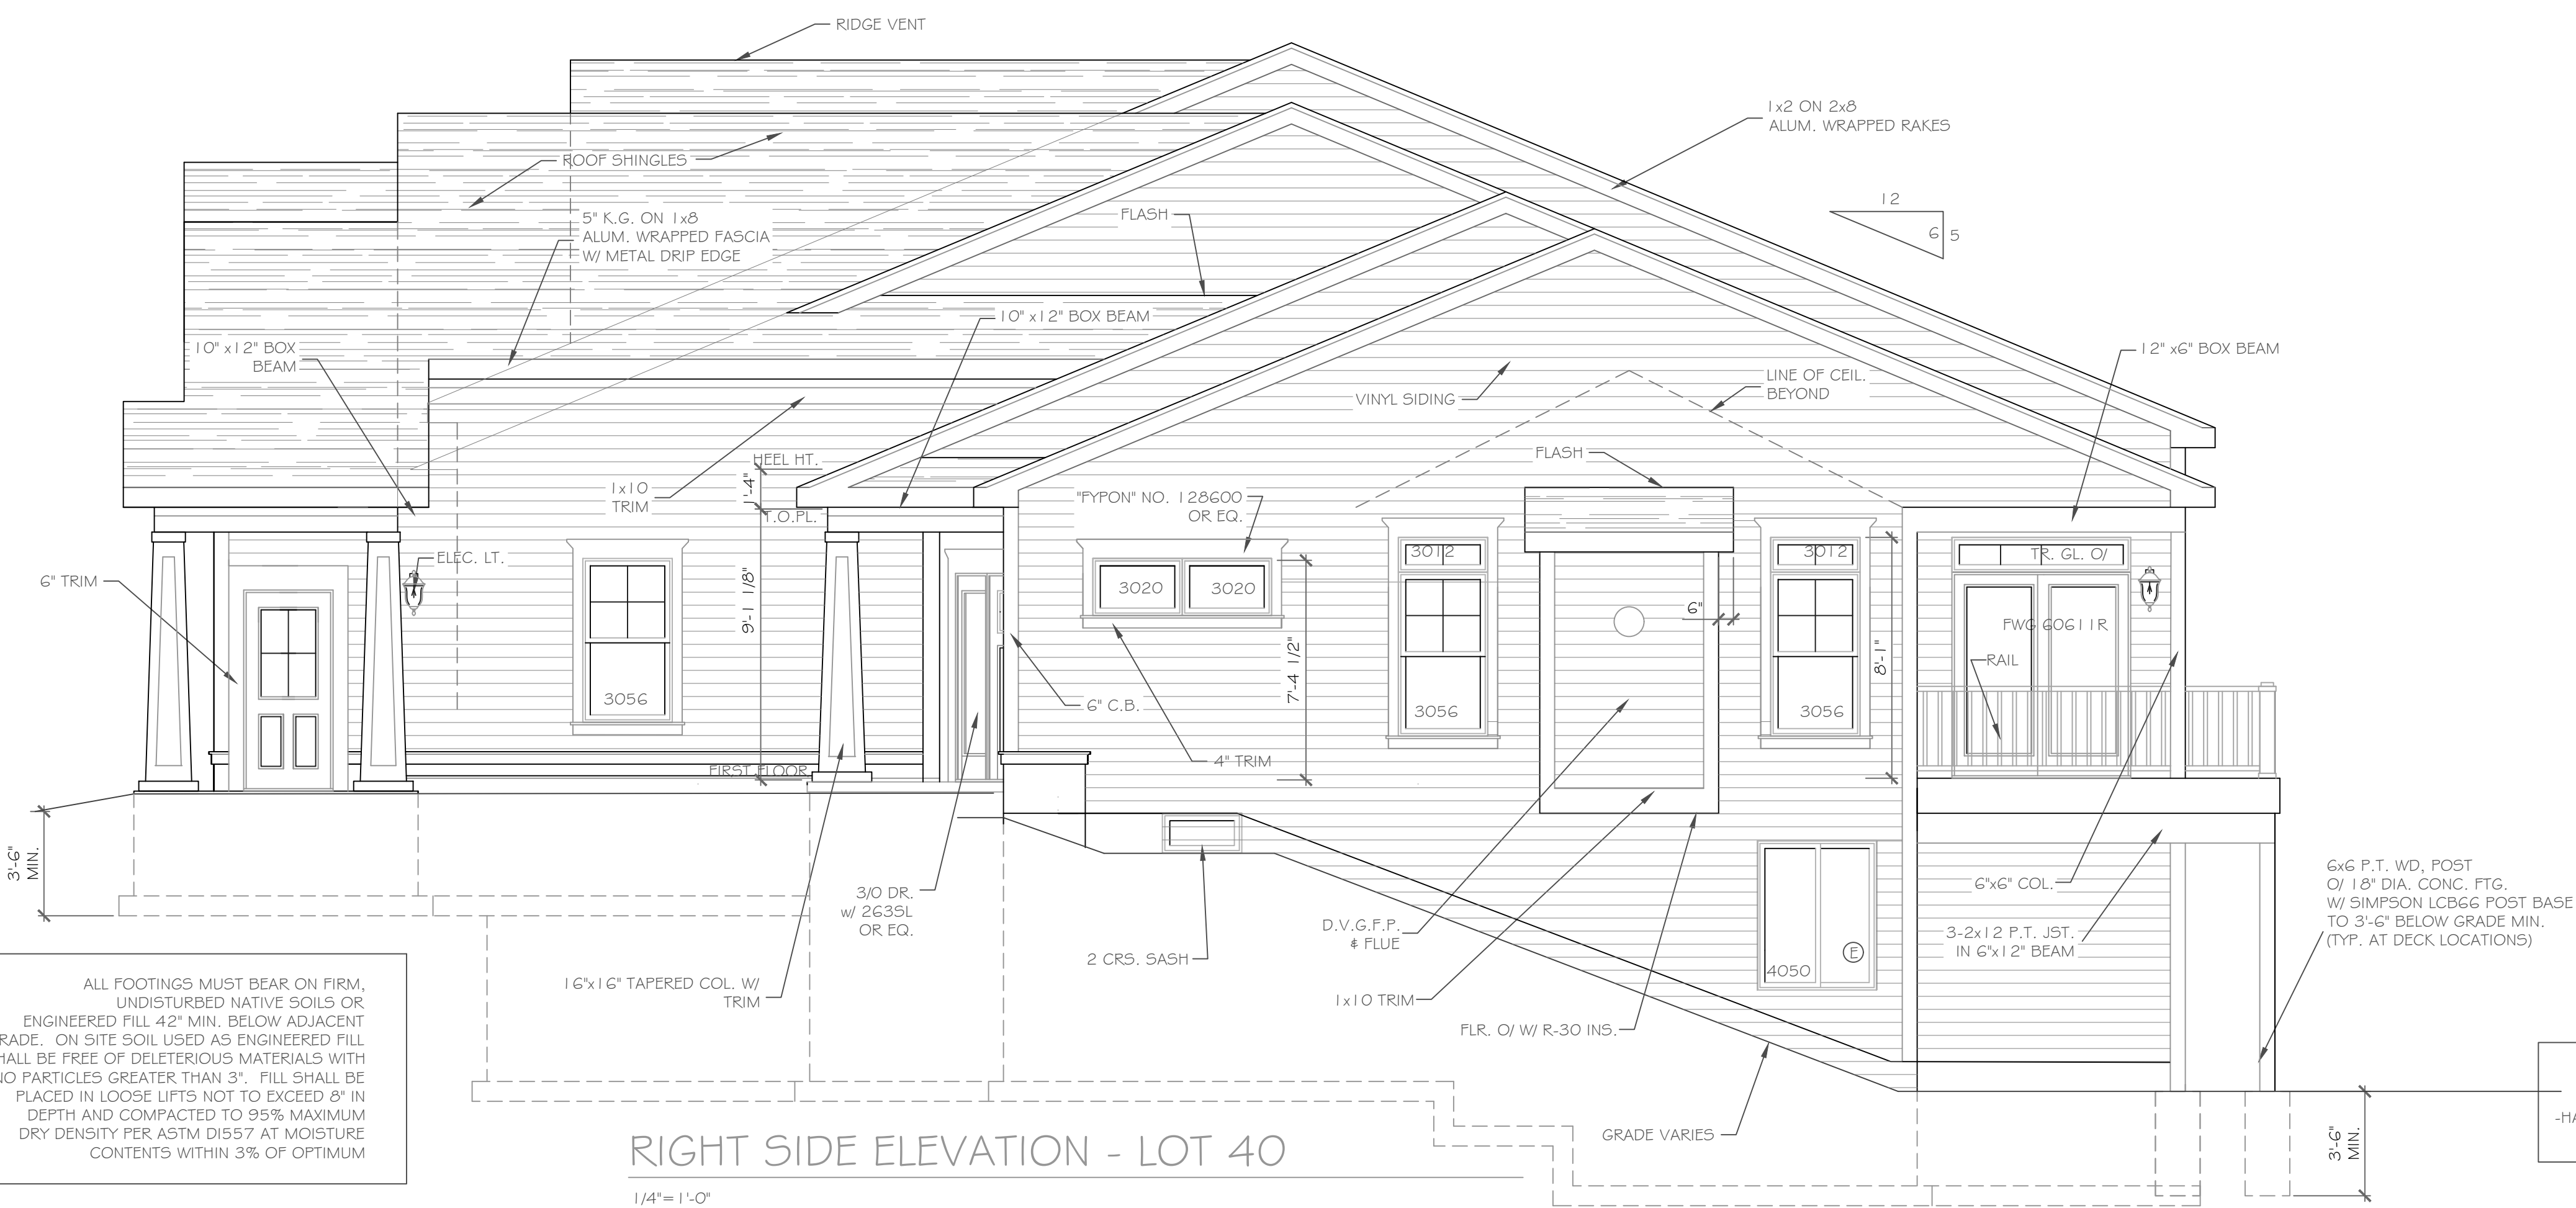 RIDGE VENT
1x2 ON 2x8
ALUM. WRAPPED RAKES
ROOF SHINGLES
12
6
5
5" K.G. ON 1x8
ALUM. WRAPPED FASCIA
W/ METAL DRIP EDGE
FLASH
10" x12" BOX
BEAM
10" x12" BOX BEAM
12" x6" BOX BEAM
LINE OF CEIL.
BEYOND
VINYL SIDING
HEEL HT.
1'-4"
T.O.PL.
1x10
TRIM
"FYPON" NO. 128600
OR EQ.
FLASH
ELEC. LT.
6" TRIM
9'-1 1/8"
3020
3020
3012
3012
TR. GL. O/
6"
FWG 60611R
RAIL
8'-1"
7'-4 1/2"
3056
3056
3056
6" C.B.
4" TRIM
FIRST FLOOR
3'-6"
MIN.
3/0 DR.
w/ 263SL
OR EQ.
16"x16" TAPERED COL. W/
TRIM
2 CRS. SASH
D.V.G.F.P.
& FLUE
1x10 TRIM
FLR. O/ W/ R-30 INS.
4050
E
6"x6" COL.
3-2x12 P.T. JST.
IN 6"x12" BEAM
6x6 P.T. WD, POST
O/ 18" DIA. CONC. FTG.
W/ SIMPSON LCB66 POST BASE
TO 3'-6" BELOW GRADE MIN.
(TYP. AT DECK LOCATIONS)
GRADE VARIES
3'-6"
MIN.
ALL FOOTINGS MUST BEAR ON FIRM,
UNDISTURBED NATIVE SOILS OR
ENGINEERED FILL 42" MIN. BELOW ADJACENT
RADE. ON SITE SOIL USED AS ENGINEERED FILL
HALL BE FREE OF DELETERIOUS MATERIALS WITH
NO PARTICLES GREATER THAN 3". FILL SHALL BE
PLACED IN LOOSE LIFTS NOT TO EXCEED 8" IN
DEPTH AND COMPACTED TO 95% MAXIMUM
DRY DENSITY PER ASTM D1557 AT MOISTURE
CONTENTS WITHIN 3% OF OPTIMUM
-HA
RIGHT SIDE ELEVATION - LOT 40
1/4"=1'-0"